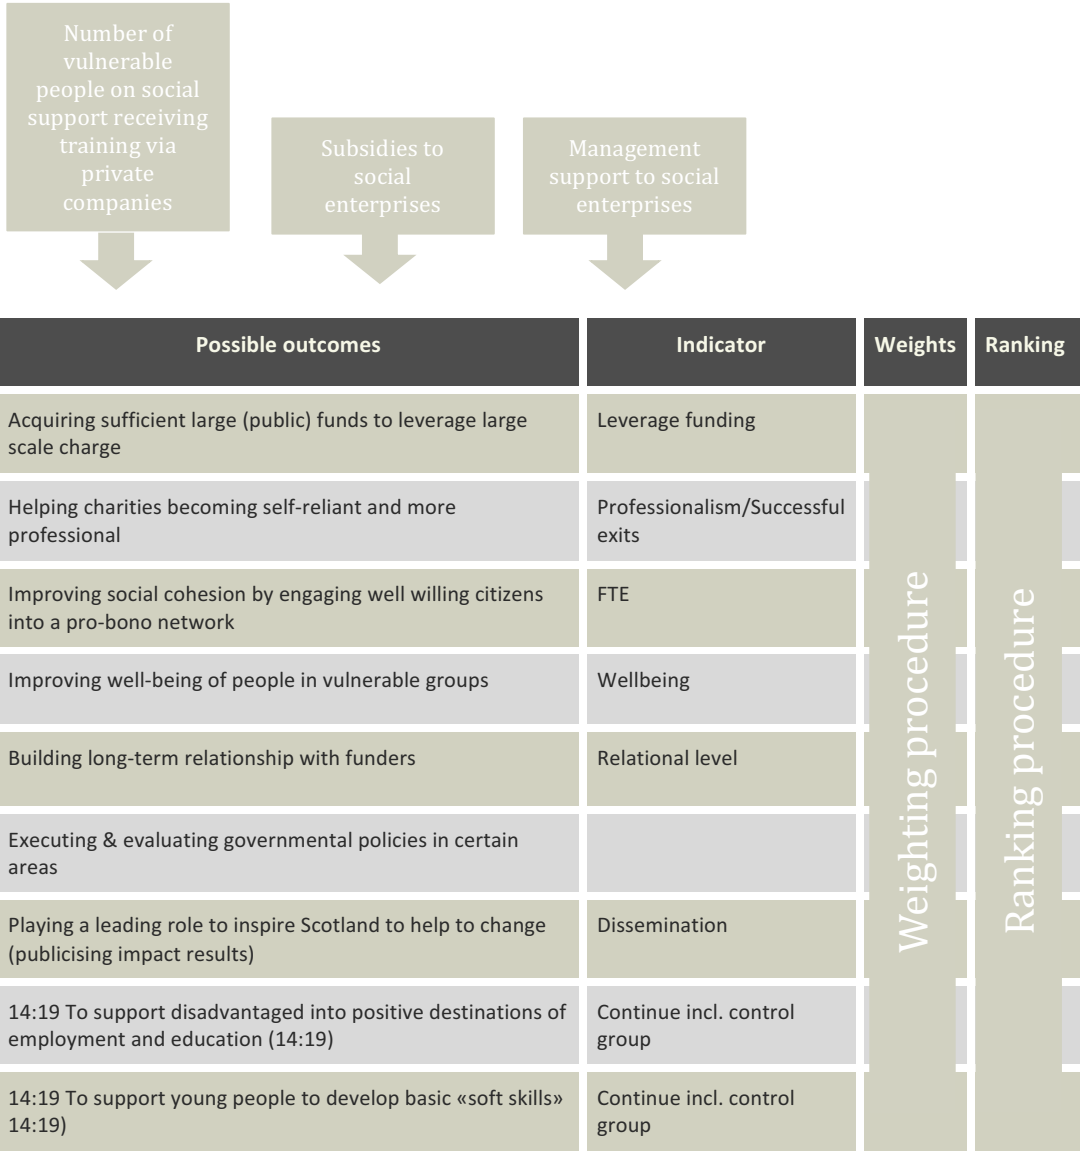 Number of
vulnerable
people on social
support receiving
training via
private
companies
Subsidies to
social
enterprises
Management
support to social
enterprises
Possible outcomes
Indicator
Weights
Ranking
Acquiring sufficient large (public) funds to leverage large
scale charge
Leverage funding
Helping charities becoming self-reliant and more
professional
Professionalism/Successful
exits
Improving social cohesion by engaging well willing citizens
into a pro-bono network
FTE
Improving well-being of people in vulnerable groups
Wellbeing
Building long-term relationship with funders
Relational level
Executing & evaluating governmental policies in certain
areas
Playing a leading role to inspire Scotland to help to change
(publicising impact results)
Dissemination
14:19 To support disadvantaged into positive destinations of
employment and education (14:19)
Continue incl. control
group
14:19 To support young people to develop basic «soft skills»
14:19)
Continue incl. control
group
Weighting procedure
Ranking procedure